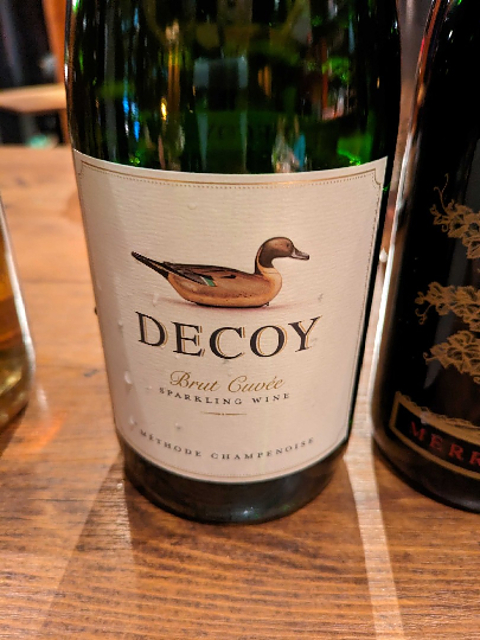 DECOY
Brut Cuvée
SPARKLING WINE
MÉTHODE CHAMPENOISE